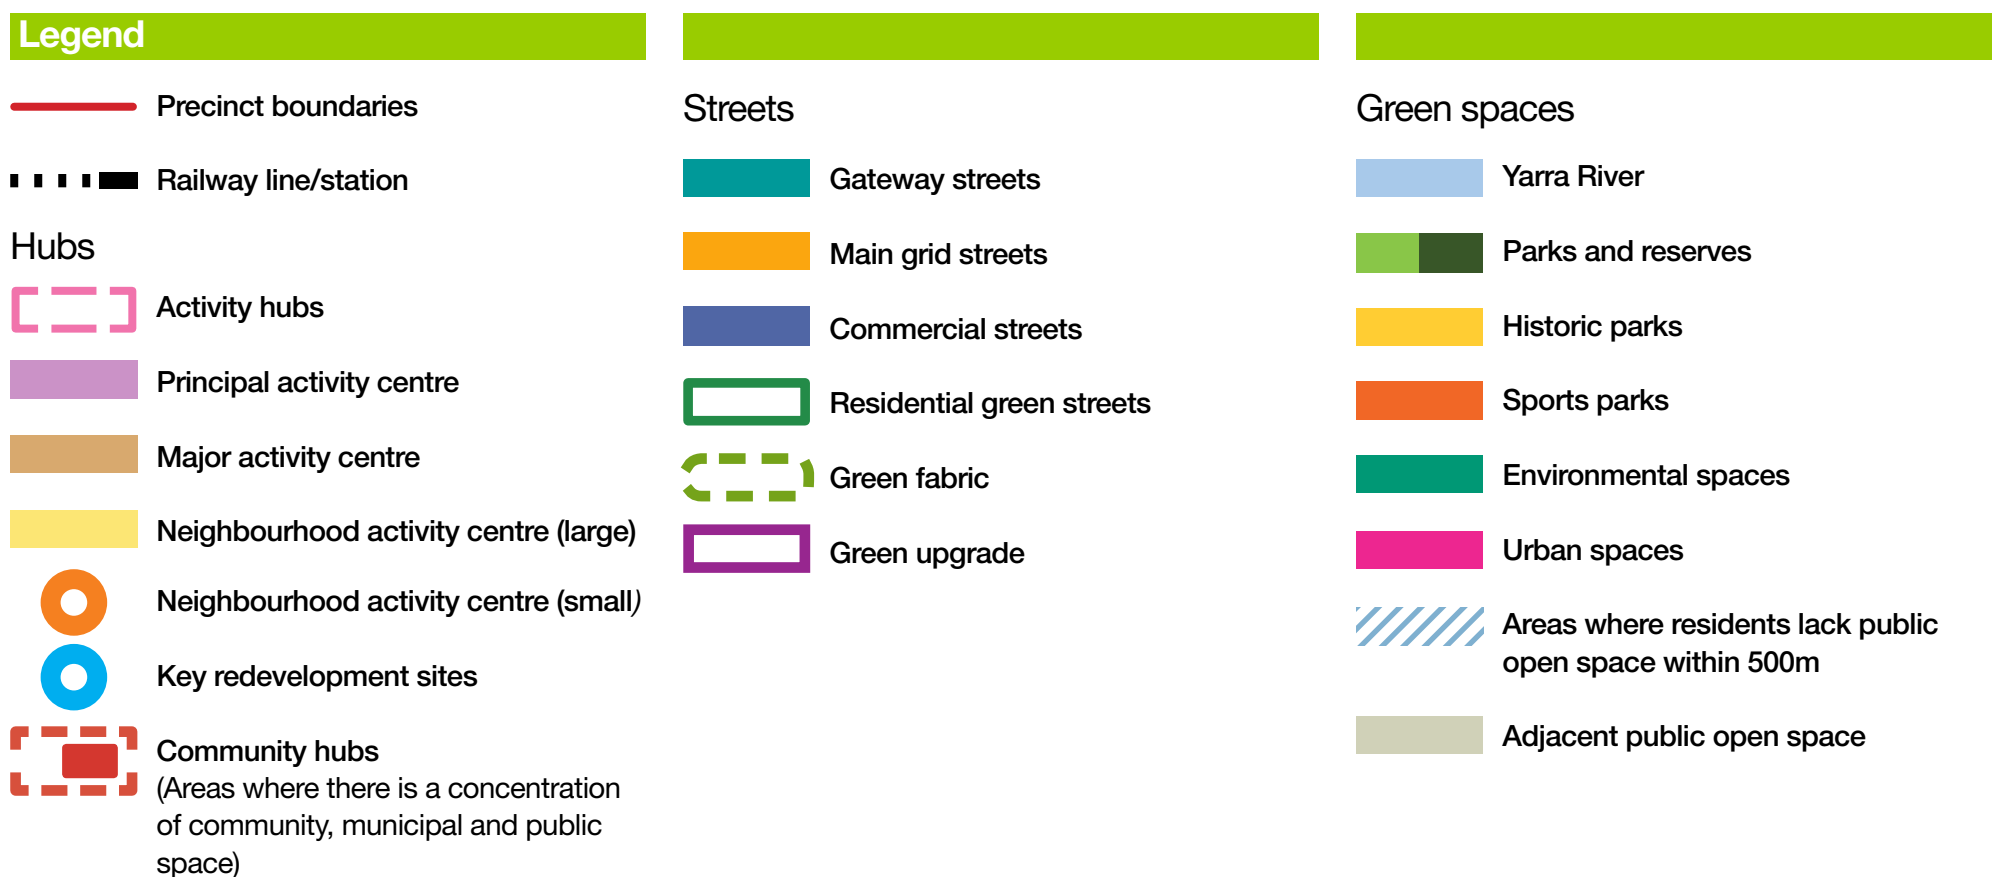 Legend
Precinct boundaries
Railway line/station
Hubs
Activity hubs
Principal activity centre
Major activity centre
Neighbourhood activity centre (large)
Neighbourhood activity centre (small)
Key redevelopment sites
Community hubs
(Areas where there is a concentration
of community, municipal and public
space)
Streets
Gateway streets
Main grid streets
Commercial streets
Residential green streets
Green fabric
Green upgrade
Green spaces
Yarra River
Parks and reserves
Historic parks
Sports parks
Environmental spaces
Urban spaces
Areas where residents lack public
open space within 500m
Adjacent public open space